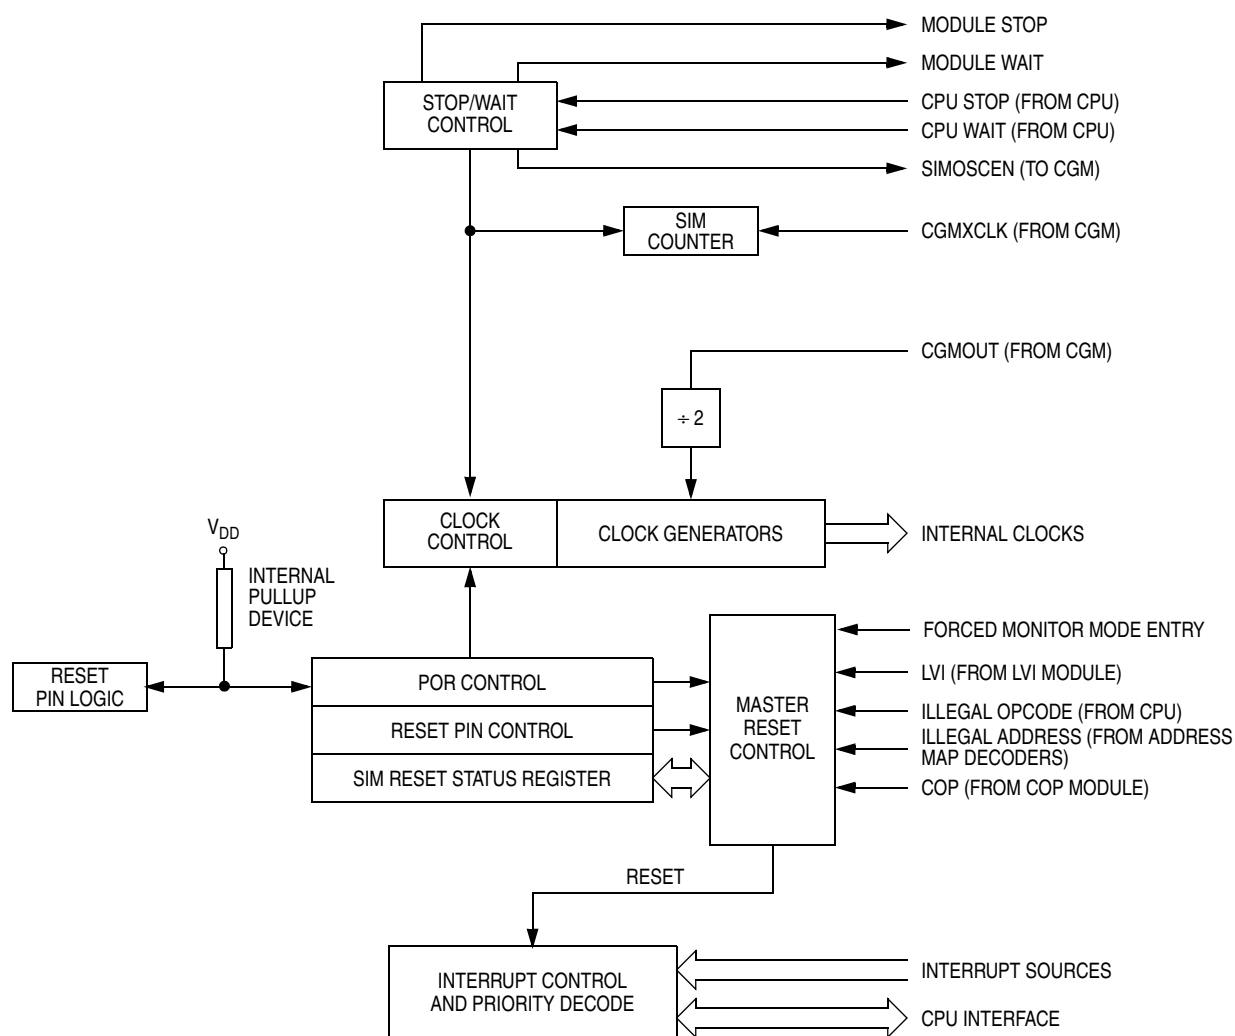 MODULE STOP
MODULE WAIT
STOP/WAIT
CONTROL
CPU STOP (FROM CPU)
CPU WAIT (FROM CPU)
SIMOSCEN (TO CGM)
SIM
COUNTER
CGMXCLK (FROM CGM)
CGMOUT (FROM CGM)
÷ 2
CLOCK
CONTROL
CLOCK GENERATORS
INTERNAL CLOCKS
VDD
INTERNAL
PULLUP
DEVICE
RESET
PIN LOGIC
POR CONTROL
RESET PIN CONTROL
SIM RESET STATUS REGISTER
MASTER
RESET
CONTROL
FORCED MONITOR MODE ENTRY
LVI (FROM LVI MODULE)
ILLEGAL OPCODE (FROM CPU)
ILLEGAL ADDRESS (FROM ADDRESS
MAP DECODERS)
COP (FROM COP MODULE)
RESET
INTERRUPT CONTROL
AND PRIORITY DECODE
INTERRUPT SOURCES
CPU INTERFACE